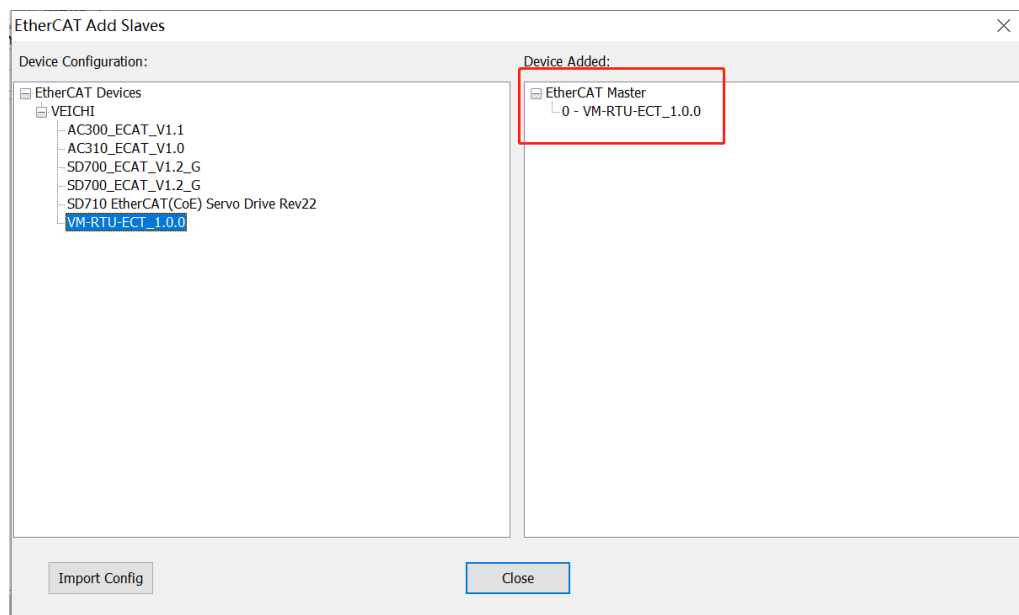 EtherCAT Add Slaves
Device Configuration:
EtherCAT Devices
VEICHI
AC300_ECAT_V1.1
AC310_ECAT_V1.0
SD700_ECAT_V1.2_G
SD700_ECAT_V1.2_G
SD710 EtherCAT(CoE) Servo Drive Rev22
VM-RTU-ECT_1.0.0
Device Added:
EtherCAT Master
0 - VM-RTU-ECT_1.0.0
Import Config
Close